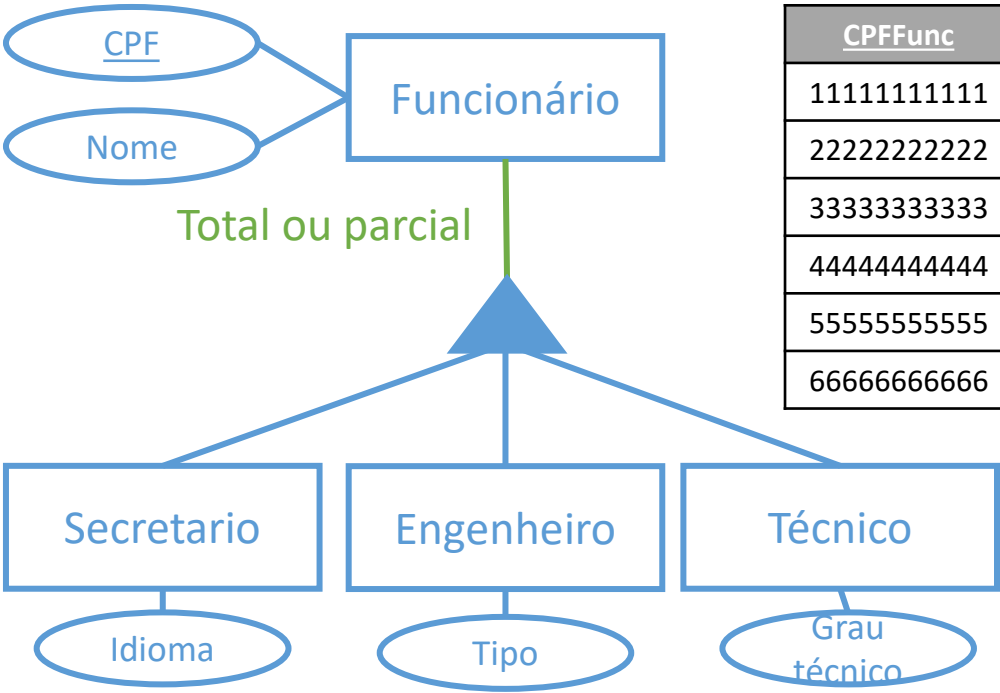 CPF
Nome
Funcionário
Total ou parcial
CPFFunc
11111111111
22222222222
33333333333
44444444444
55555555555
66666666666
Secretario
Engenheiro
Técnico
Idioma
Tipo
Grau
técnico